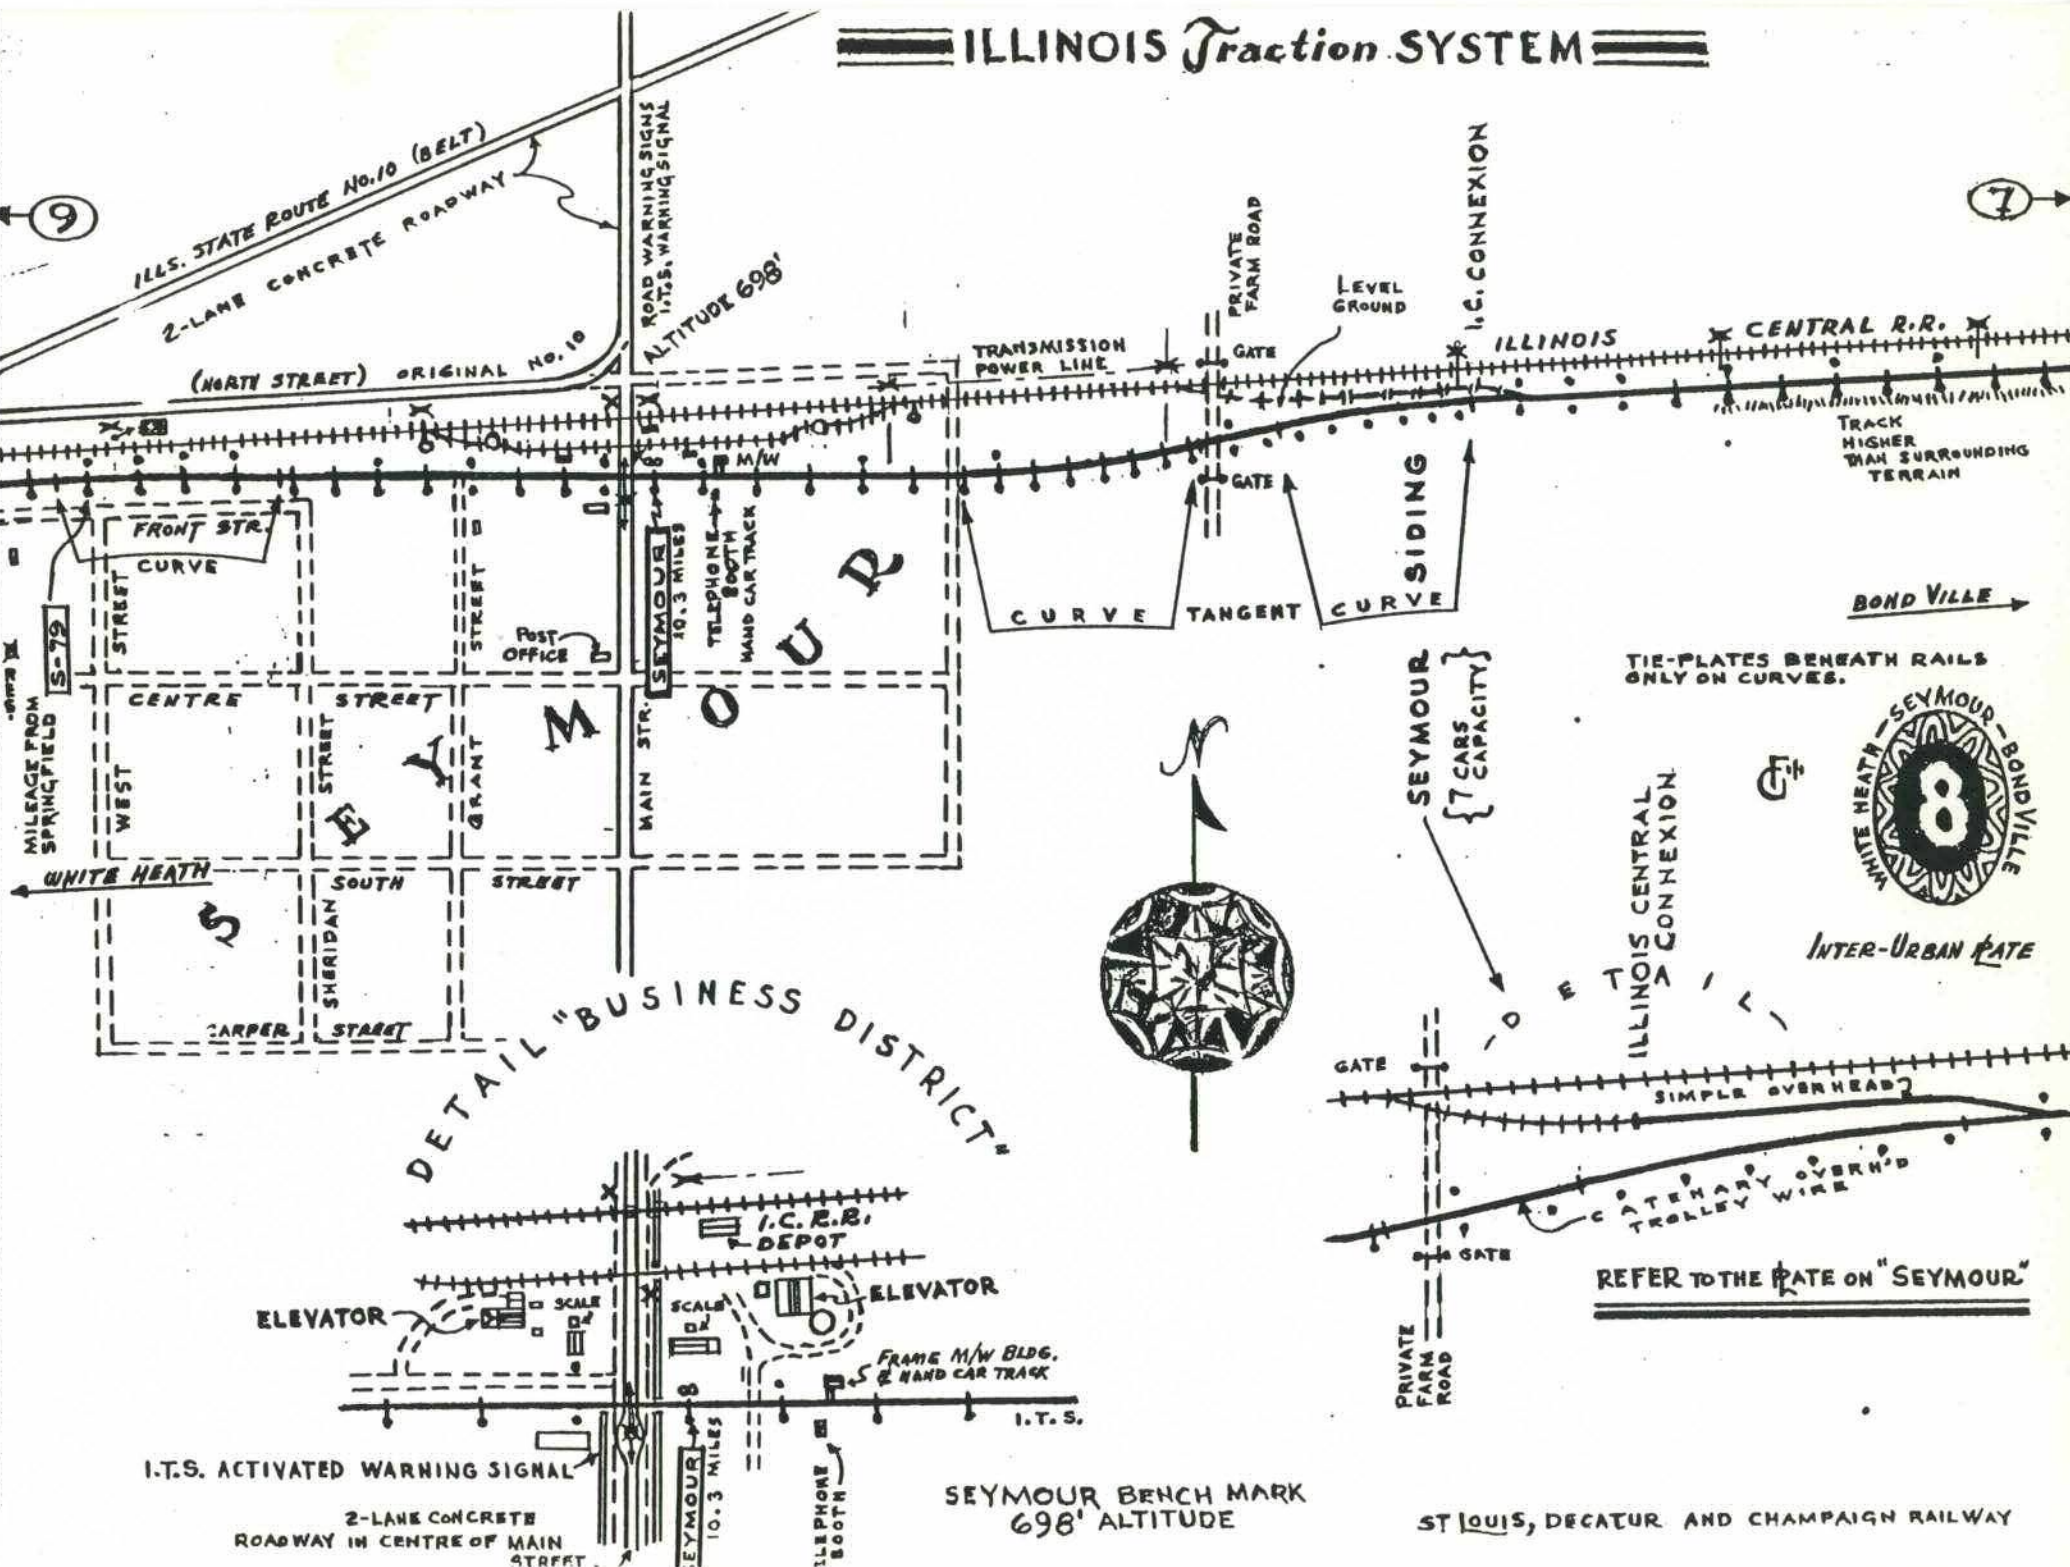 ILLINOIS Traction SYSTEM
9
7
ILLS. STATE ROUTE NO.10 (BELT)
2-LANE CONCRETE ROADWAY
ROAD WARNING SIGNS
I.T.S. WARNING SIGNAL
ALTITUDE 698'
(NORTH STREET) ORIGINAL NO. 10
TRANSMISSION
POWER LINE
PRIVATE
FARM ROAD
GATE
GATE
LEVEL
GROUND
I.C. CONNEXION
ILLINOIS CENTRAL R.R.
TRACK
HIGHER
THAN SURROUNDING
TERRAIN
M/W
FRONT STR.
CURVE
S-79
MILEAGE FROM
SPRINGFIELD
WEST STREET
CENTRE STREET
SHERIDAN STREET
GRANT STREET
POST
OFFICE
SEYMOUR
10.3 MILES
TELEPHONE
BOOTH
HAND CAR TRACK
MAIN STR.
SEYMOUR
CURVE TANGENT CURVE
SIDING
BONDVILLE
WHITE HEATH
SOUTH STREET
STREET
TIE-PLATES BENEATH RAILS
ONLY ON CURVES.
SEYMOUR
{7 CARS
CAPACITY}
N
WHITE HEATH-SEYMOUR-BONDVILLE
8
INTER-URBAN PLATE
DETAIL
ILLINOIS CENTRAL
CONNEXION
GATE
SIMPLE OVERHEAD
CATENARY OVERH'D
TROLLEY WIRE
GATE
PRIVATE
FARM
ROAD
REFER TO THE PLATE ON "SEYMOUR"
DETAIL "BUSINESS DISTRICT"
I.C.R.R.
DEPOT
ELEVATOR
SCALE
SCALE
ELEVATOR
FRAME M/W BLDG.
& HAND CAR TRACK
I.T.S.
I.T.S. ACTIVATED WARNING SIGNAL
2-LANE CONCRETE
ROADWAY IN CENTRE OF MAIN
STREET
SEYMOUR
10.3 MILES
BOOTH
SEYMOUR BENCH MARK
698' ALTITUDE
ST LOUIS, DECATUR AND CHAMPAIGN RAILWAY